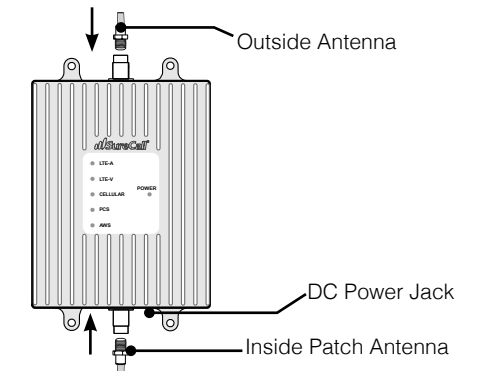 Outside Antenna
SureCall
LTE-A
LTE-V
CELLULAR
POWER
PCS
AWS
DC Power Jack
Inside Patch Antenna